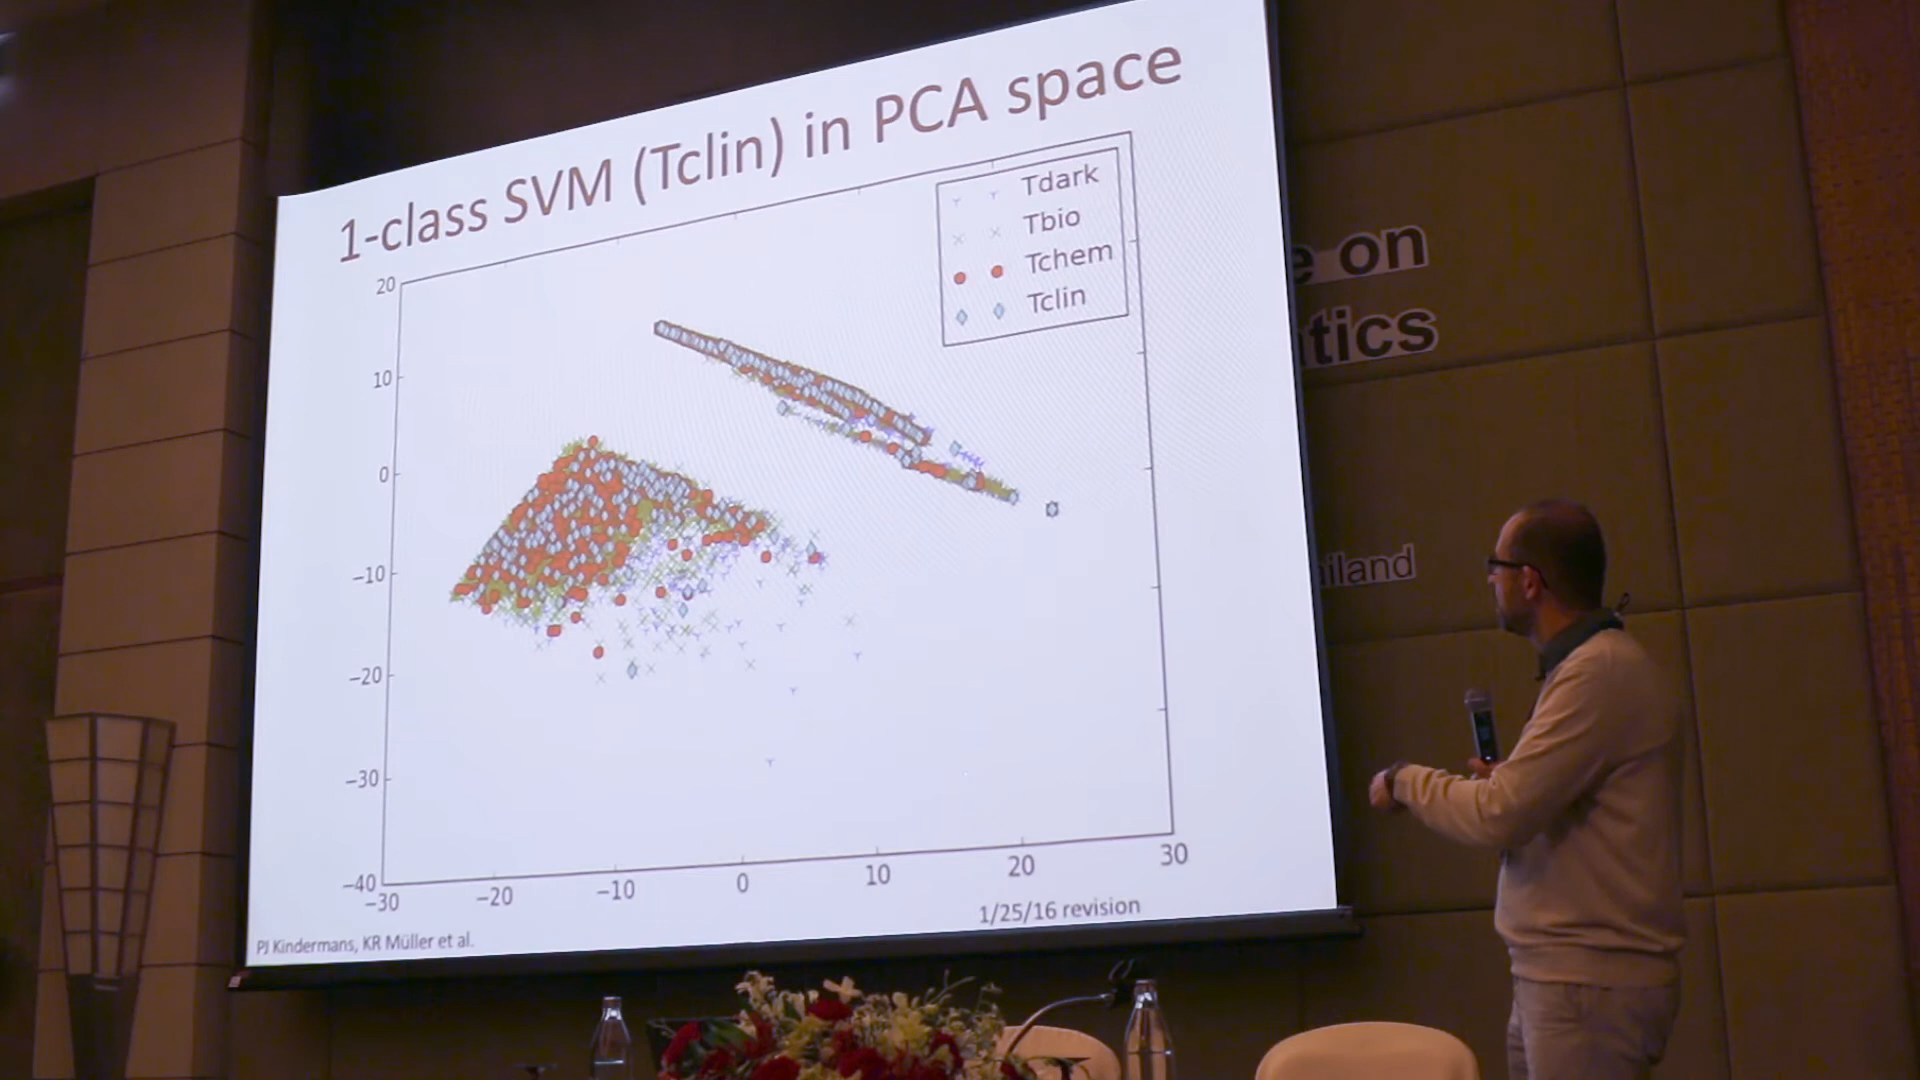 1-class SVM (Tclin) in PCA space
Tdark
Tbio
Tchem
Tclin
20
10
0
−10
−20
−30
−40
−30
−20
−10
0
10
20
30
1/25/16 revision
PJ Kindermans, KR Müller et al.
on
tics
ailand